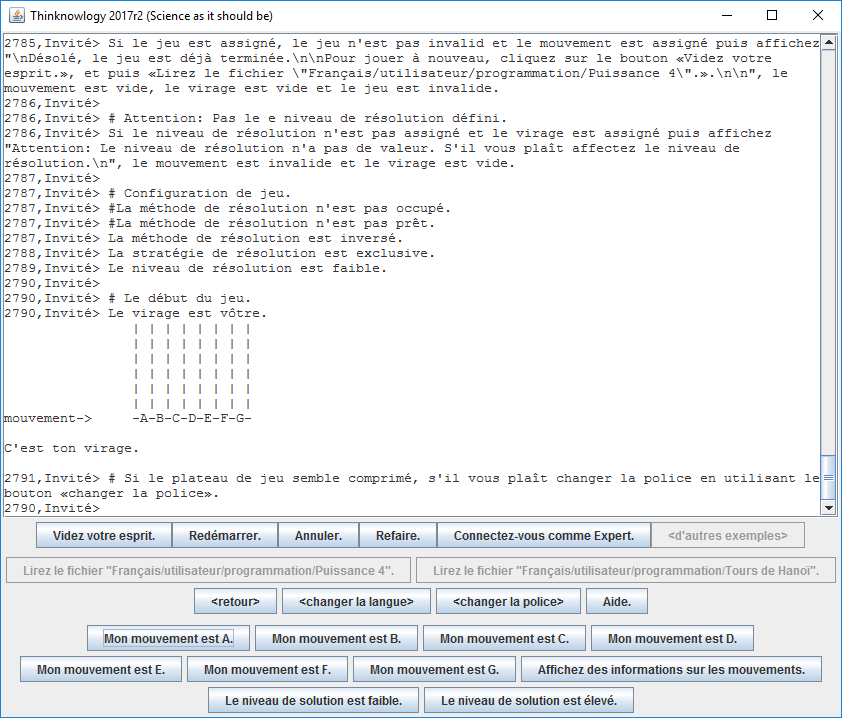 Thinknowlogy 2017r2 (Science as it should be)
2785,Invité> Si le jeu est assigné, le jeu n'est pas invalid et le mouvement est assigné puis affichez
"\nDésolé, le jeu est déjà terminée.\n\nPour jouer à nouveau, cliquez sur le bouton «Videz votre
esprit.», et puis «Lirez le fichier \"Français/utilisateur/programmation/Puissance 4\".».\n\n", le
mouvement est vide, le virage est vide et le jeu est invalide.
2786,Invité>
2786,Invité> # Attention: Pas le e niveau de résolution défini.
2786,Invité> Si le niveau de résolution n'est pas assigné et le virage est assigné puis affichez
"Attention: Le niveau de résolution n'a pas de valeur. S'il vous plaît affectez le niveau de
résolution.\n", le mouvement est invalide et le virage est vide.
2787,Invité>
2787,Invité> # Configuration de jeu.
2787,Invité> #La méthode de résolution n'est pas occupé.
2787,Invité> #La méthode de résolution n'est pas prêt.
2787,Invité> La méthode de résolution est inversé.
2788,Invité> La stratégie de résolution est exclusive.
2789,Invité> Le niveau de résolution est faible.
2790,Invité>
2790,Invité> # Le début du jeu.
2790,Invité> Le virage est vôtre.
| | | | | | | |
| | | | | | | |
| | | | | | | |
| | | | | | | |
| | | | | | | |
| | | | | | | |
mouvement-> -A-B-C-D-E-F-G-
C'est ton virage.
2791,Invité> # Si le plateau de jeu semble comprimé, s'il vous plaît changer la police en utilisant le
bouton «changer la police».
2790,Invité>
Videz votre esprit. Redémarrer. Annuler. Refaire. Connectez-vous comme Expert. <d'autres exemples>
Lirez le fichier "Français/utilisateur/programmation/Puissance 4". Lirez le fichier "Français/utilisateur/programmation/Tours de Hanoï".
<retour> <changer la langue> <changer la police> Aide.
Mon mouvement est A. Mon mouvement est B. Mon mouvement est C. Mon mouvement est D.
Mon mouvement est E. Mon mouvement est F. Mon mouvement est G. Affichez des informations sur les mouvements.
Le niveau de solution est faible. Le niveau de solution est élevé.